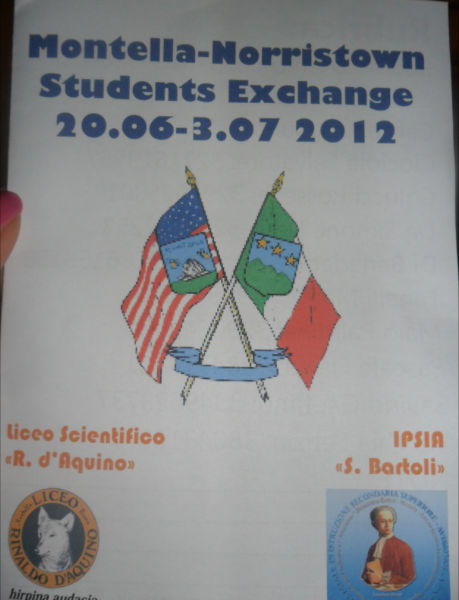 Montella-Norristown
Students Exchange
20.06-3.07 2012
Liceo Scientifico
«R. d'Aquino»
IPSIA
«S. Bartoli»
LICEO
RINALDO D'AQUINO
hirpina audacia